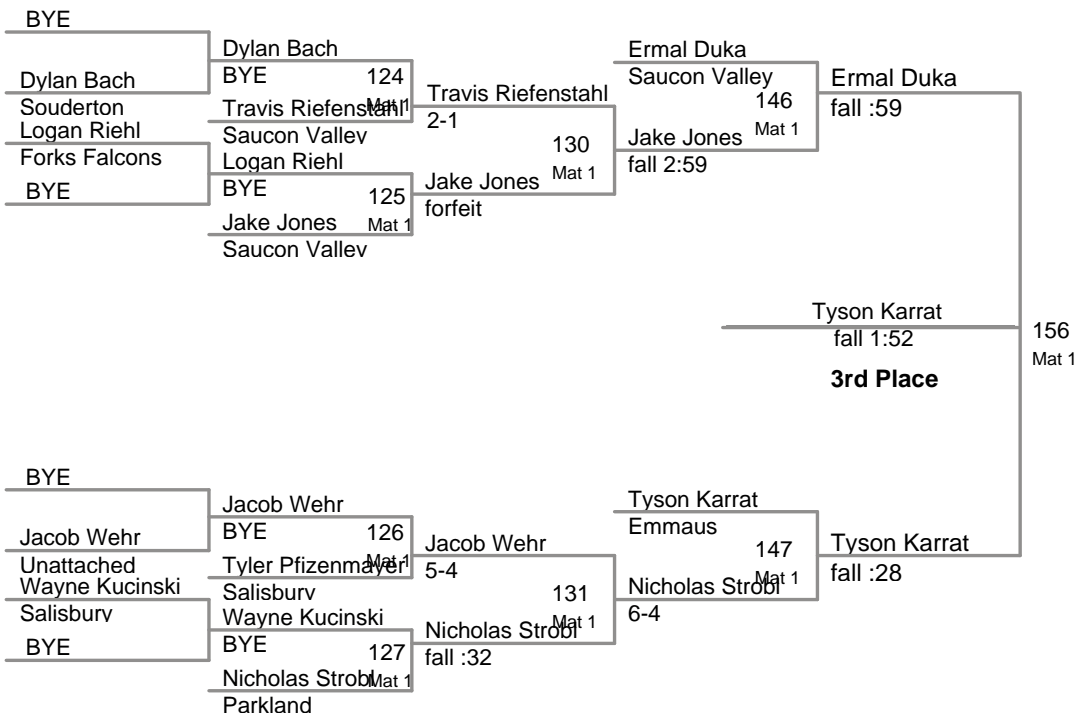 BYE
Dylan Bach
Souderton
Logan Riehl
Forks Falcons
BYE
Dylan Bach
BYE
124
Mat 1
Travis Riefenstahl
Saucon Valley
Logan Riehl
BYE
125
Mat 1
Jake Jones
Saucon Valley
Travis Riefenstahl
2-1
130
Mat 1
Jake Jones
forfeit
Ermal Duka
Saucon Valley
146
Mat 1
Jake Jones
fall 2:59
Ermal Duka
fall :59
Tyson Karrat
fall 1:52
3rd Place
156
Mat 1
BYE
Jacob Wehr
Unattached
Wayne Kucinski
Salisbury
BYE
Jacob Wehr
BYE
126
Mat 1
Tyler Pfizenmayer
Salisbury
Wayne Kucinski
BYE
127
Mat 1
Nicholas Strobl
Parkland
Jacob Wehr
5-4
131
Mat 1
Nicholas Strobl
fall :32
Tyson Karrat
Emmaus
147
Mat 1
Nicholas Strobl
6-4
Tyson Karrat
fall :28